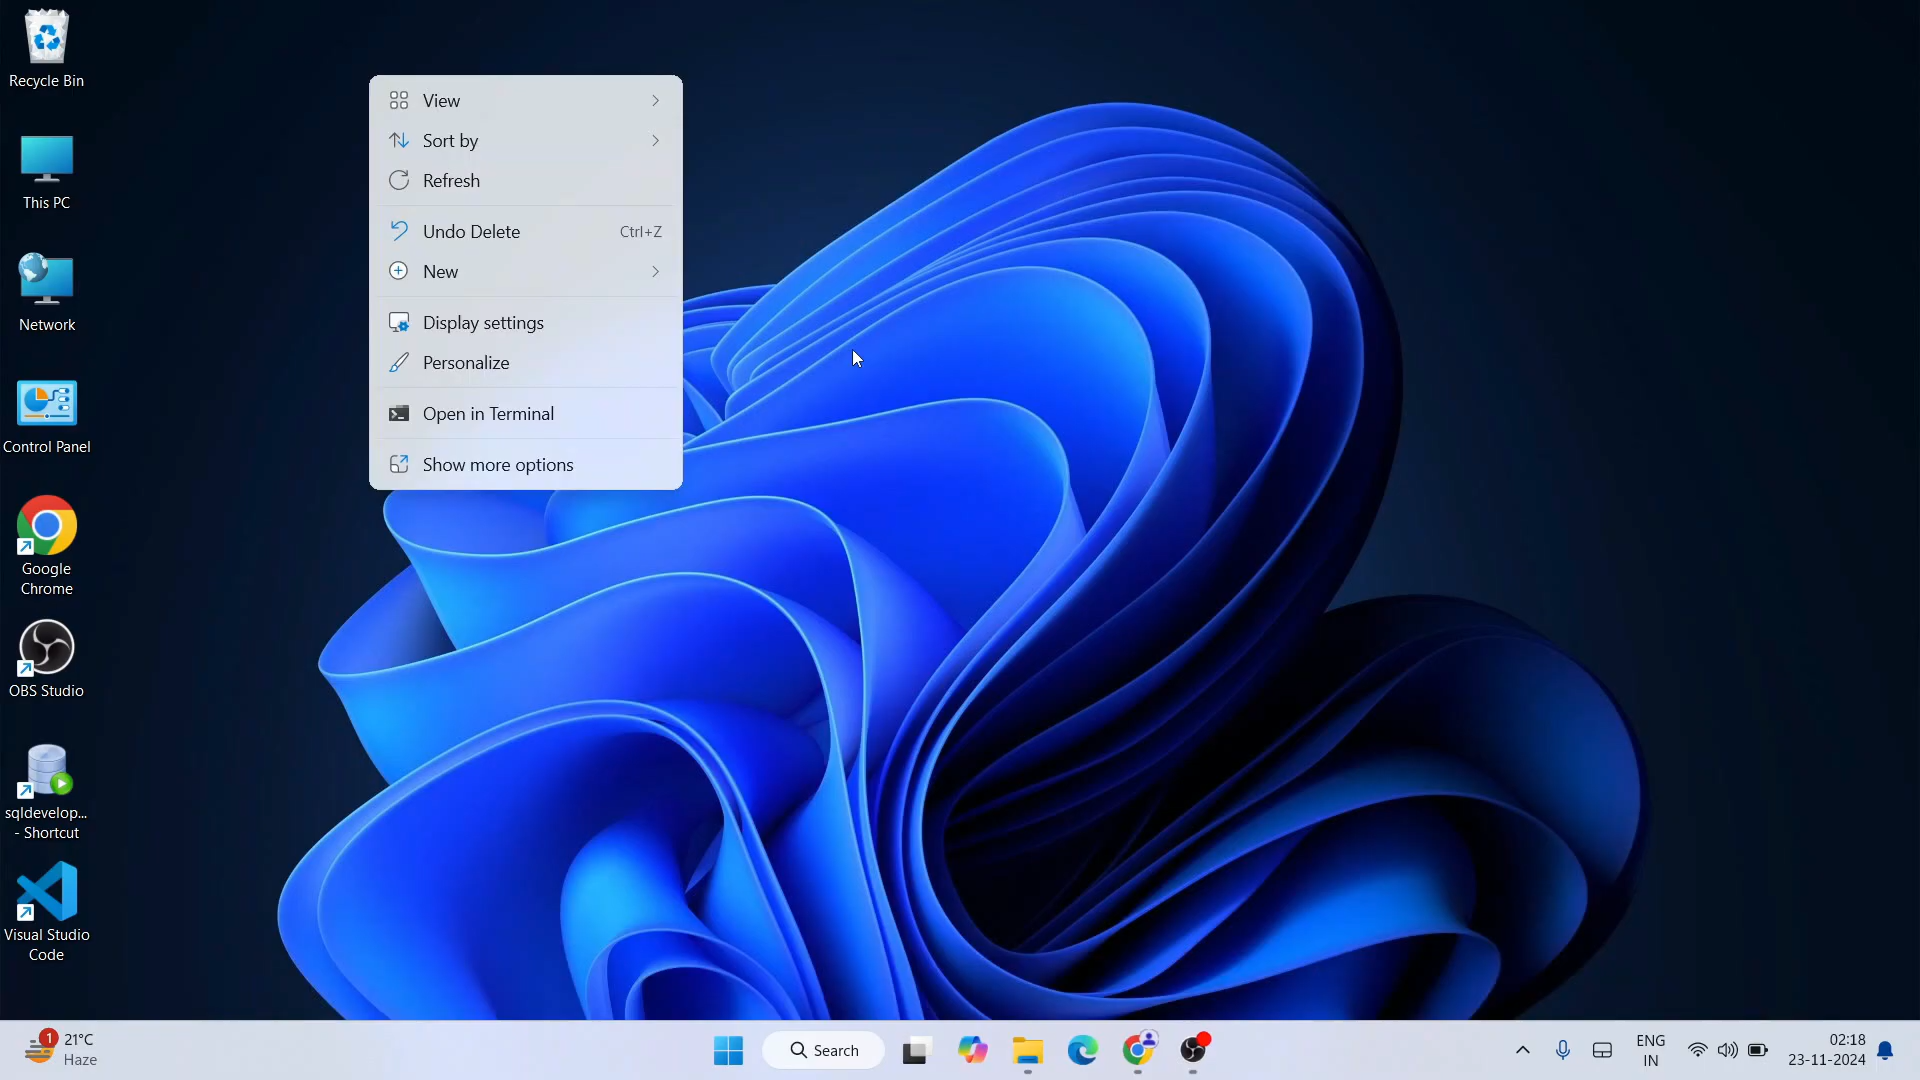 Recycle Bin
This PC
Network
Control Panel
Google
Chrome
OBS Studio
sqldevelop...
- Shortcut
Visual Studio
Code
View
Sort by
Refresh
Undo Delete Ctrl+Z
New
Display settings
Personalize
Open in Terminal
Show more options
1
21°C
Haze
Search
ENG
IN
02:18
23-11-2024